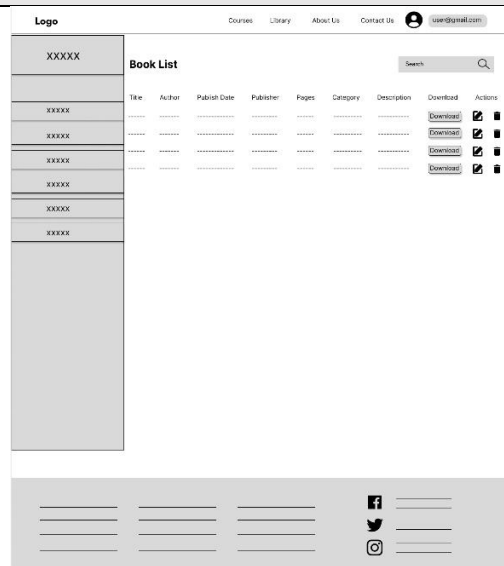 Logo Courses Library About Us Contact Us user@gmail.com
XXXXX
Book List Search
Title Author Publish Date Publisher Pages Category Description Download Actions
XXXXX ------ ------- -------------- --------- ------ ---------- ----------- Download
XXXXX ------ ------- -------------- --------- ------ ---------- ----------- Download
XXXXX ------ ------- -------------- --------- ------ ---------- ----------- Download
XXXXX ------ ------- -------------- --------- ------ ---------- ----------- Download
XXXXX
XXXXX